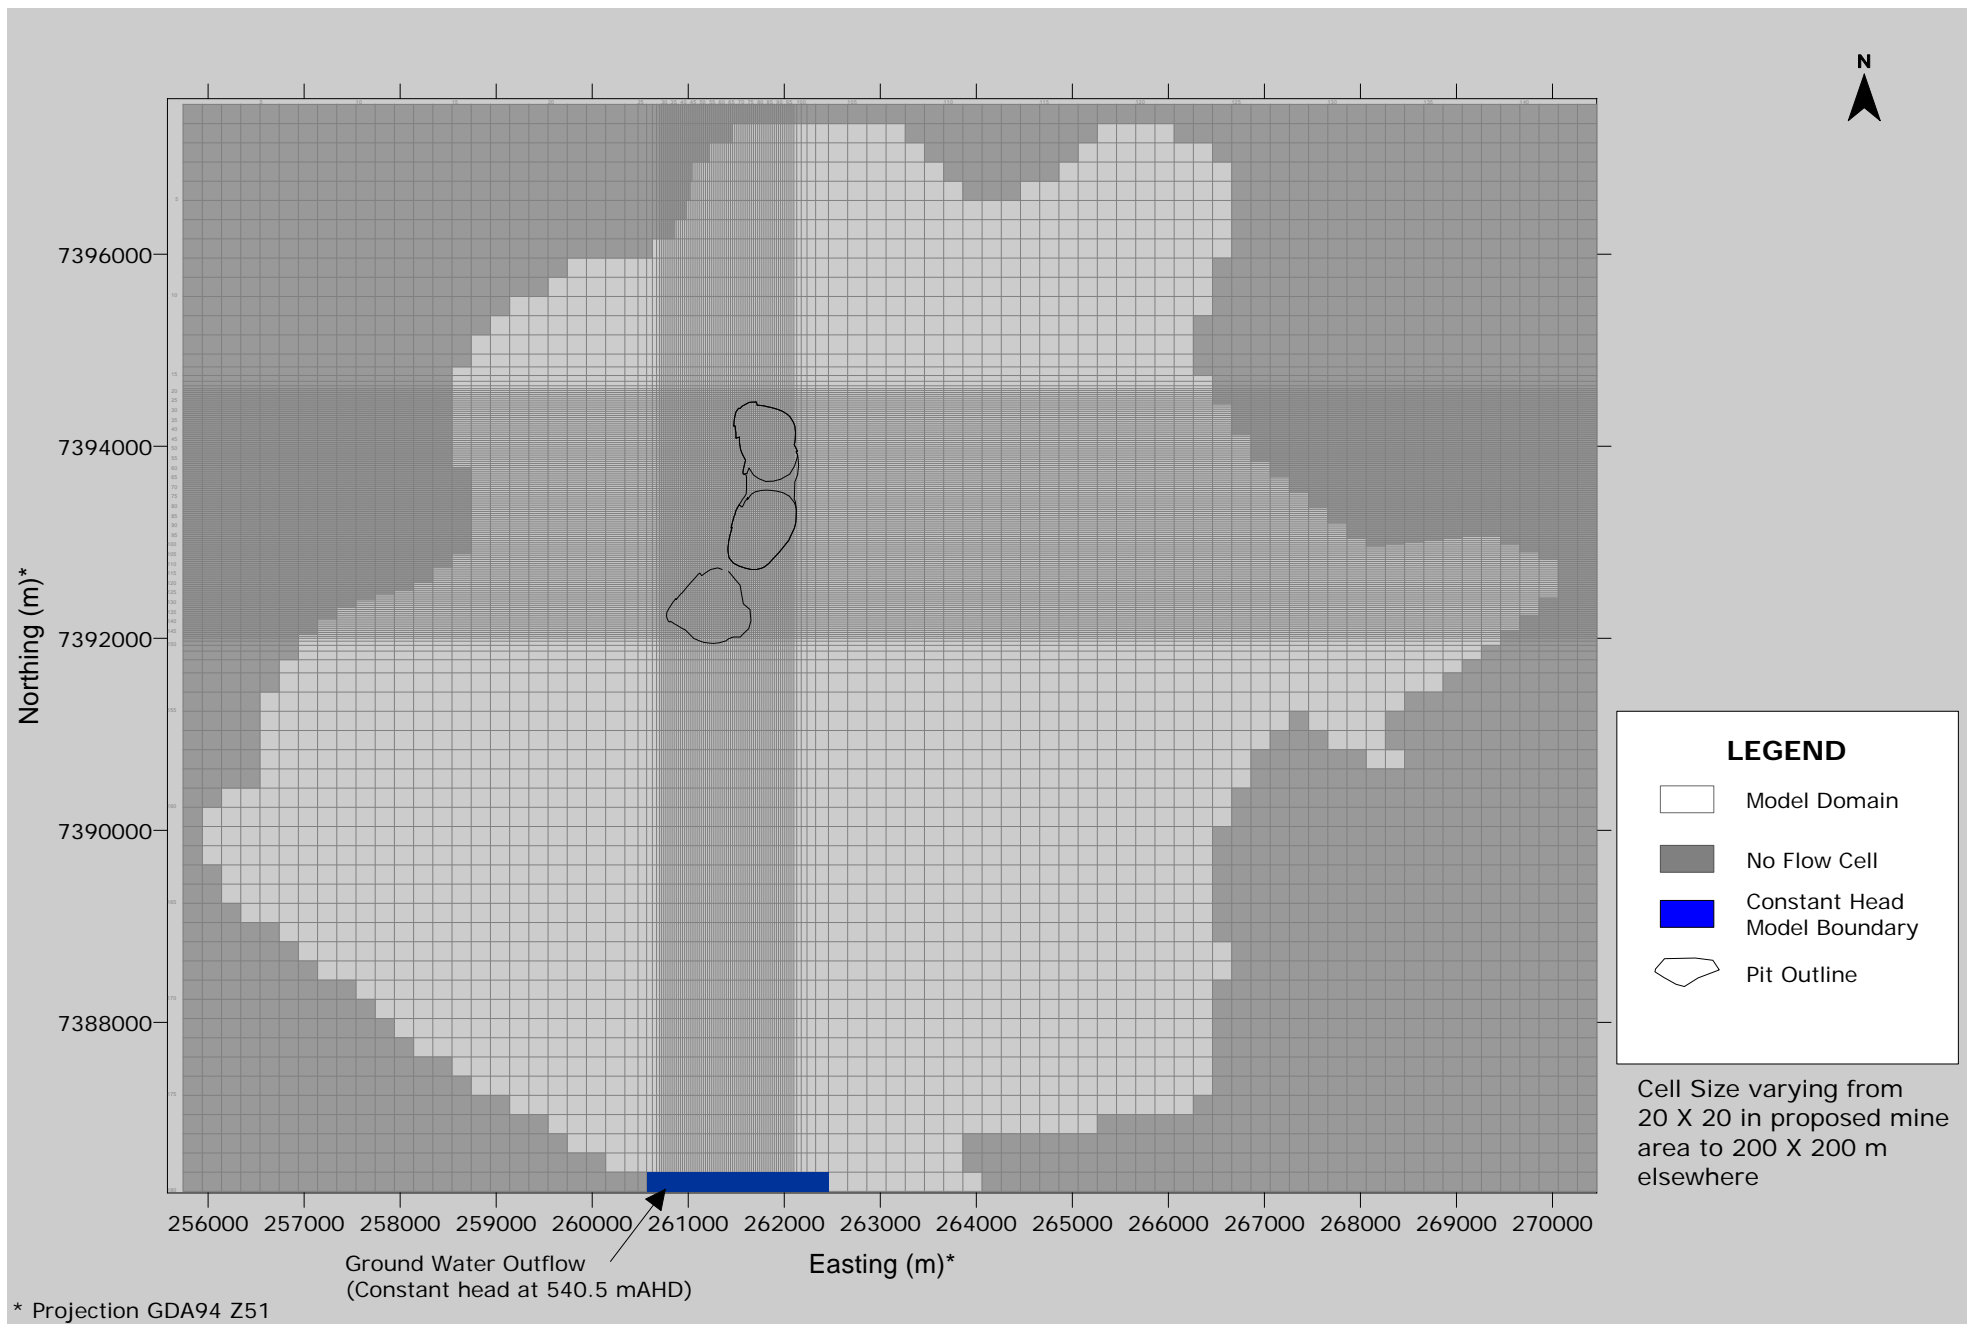 N
7396000
7394000
7392000
7390000
7388000
Northing (m)*
256000 257000 258000 259000 260000 261000 262000 263000 264000 265000 266000 267000 268000 269000 270000
Easting (m)*
Ground Water Outflow
(Constant head at 540.5 mAHD)
* Projection GDA94 Z51
LEGEND
Model Domain
No Flow Cell
Constant Head
Model Boundary
Pit Outline
Cell Size varying from
20 X 20 in proposed mine
area to 200 X 200 m
elsewhere